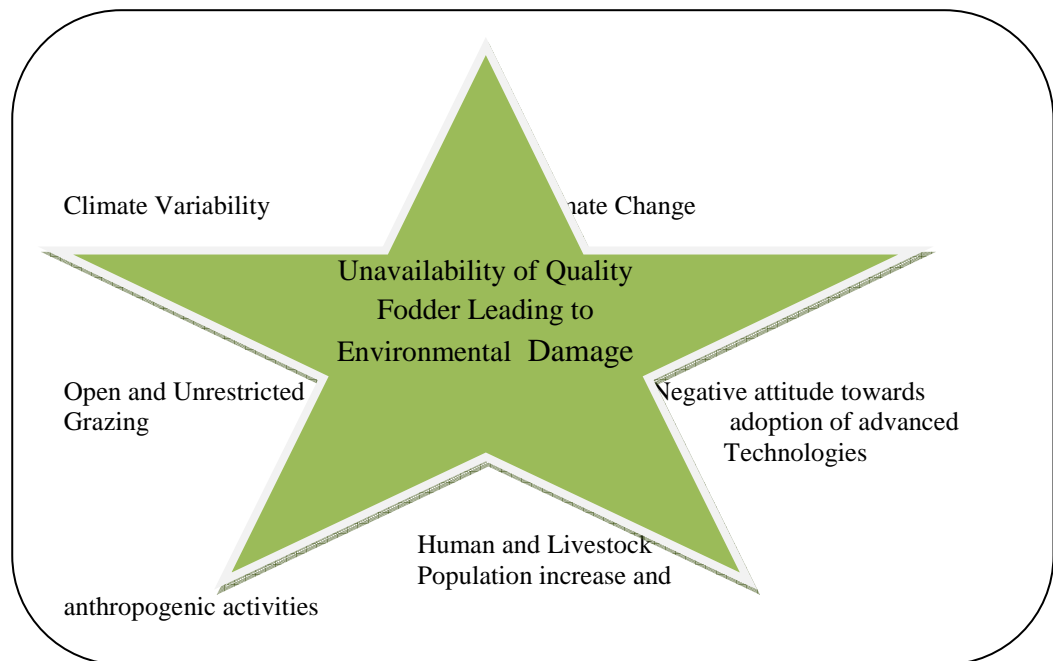 Climate Variability
mate Change
Unavailability of Quality
Fodder Leading to
Environmental Damage
Open and Unrestricted
Grazing
Negative attitude towards
adoption of advanced
Technologies
Human and Livestock
Population increase and
anthropogenic activities